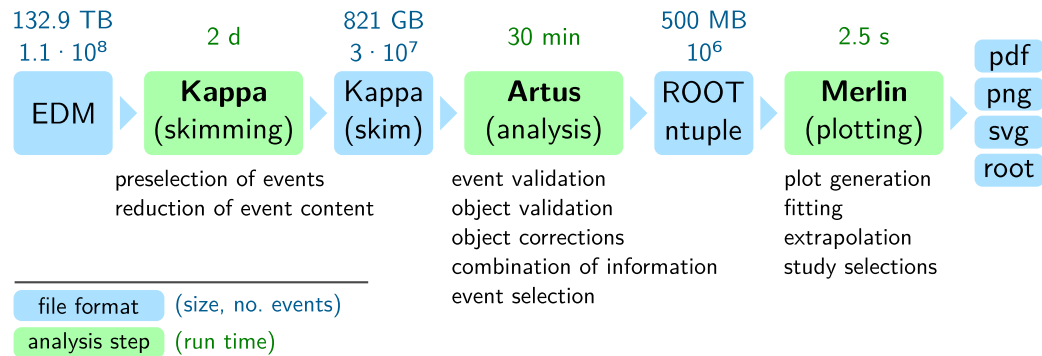 132.9 TB
1.1 · 10⁸
EDM
2 d
Kappa
(skimming)
preselection of events
reduction of event content
821 GB
3 · 10⁷
Kappa
(skim)
30 min
Artus
(analysis)
event validation
object validation
object corrections
combination of information
event selection
500 MB
10⁶
ROOT
ntuple
2.5 s
Merlin
(plotting)
plot generation
fitting
extrapolation
study selections
pdf
png
svg
root
file format (size, no. events)
analysis step (run time)